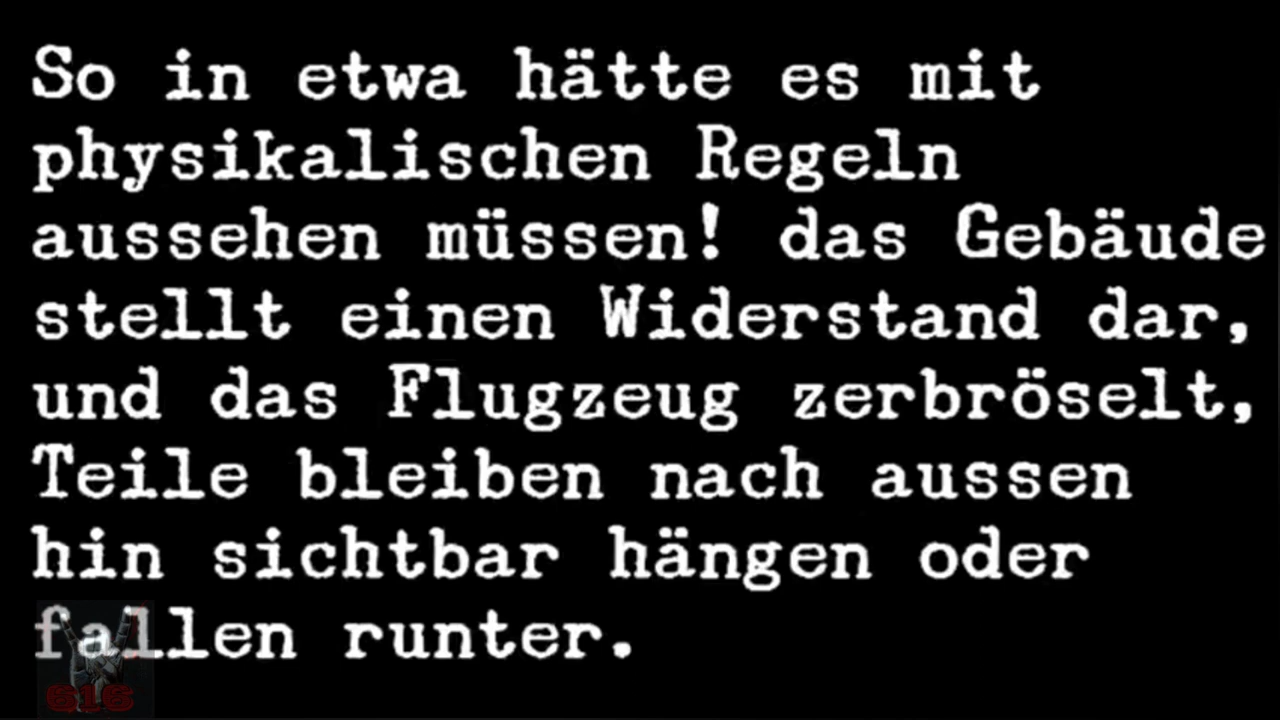 So in etwa hätte es mit
physikalischen Regeln
aussehen müssen! das Gebäude
stellt einen Widerstand dar,
und das Flugzeug zerbröselt,
Teile bleiben nach aussen
hin sichtbar hängen oder
fallen runter.
616